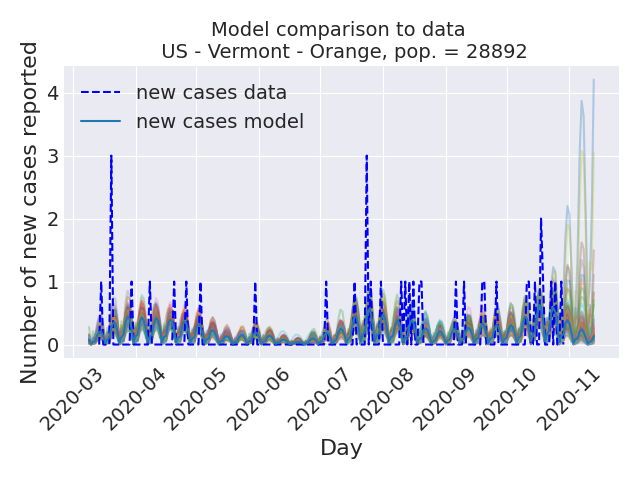 Model comparison to data
US - Vermont - Orange, pop. = 28892
Number of new cases reported
4
3
2
1
0
new cases data
new cases model
2020-03
2020-04
2020-05
2020-06
2020-07
2020-08
2020-09
2020-10
2020-11
Day